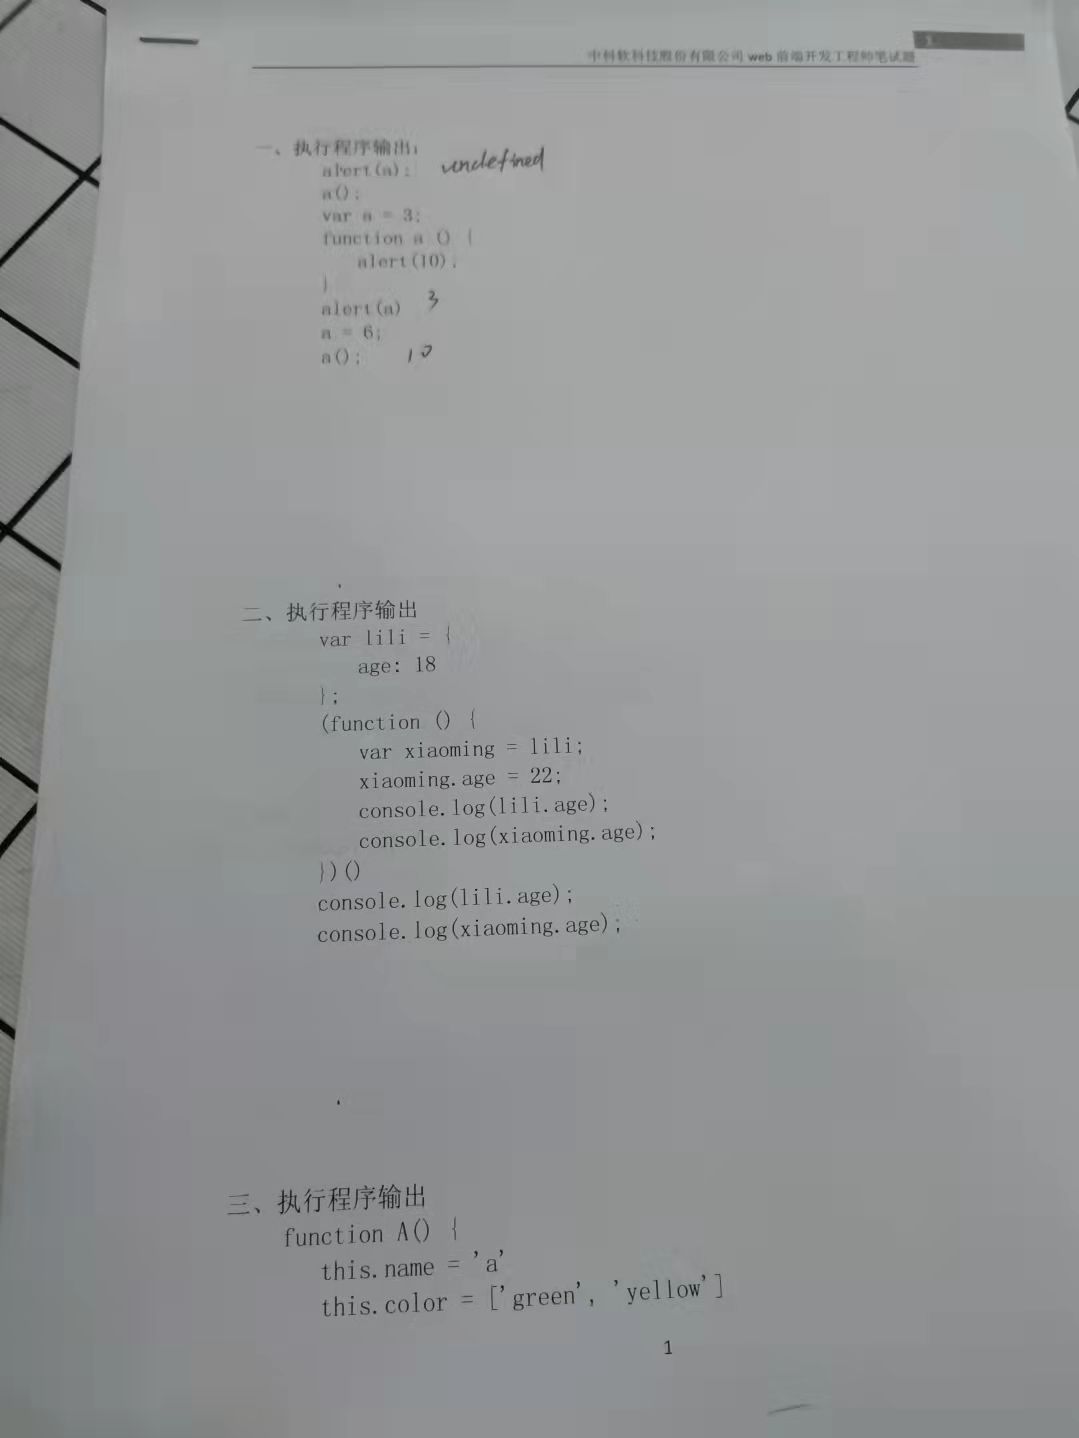 中科软科技股份有限公司 web 前端开发工程师笔试题
1
一、执行程序输出:
alert(a); undefined
a();
var a = 3;
function a () {
alert(10).
}
alert(a) 3
a = 6;
a(); 10
二、执行程序输出
var lili = {
age: 18
};
(function () {
var xiaoming = lili;
xiaoming.age = 22;
console.log(lili.age);
console.log(xiaoming.age);
})()
console.log(lili.age);
console.log(xiaoming.age);
三、执行程序输出
function A() {
this.name = 'a'
this.color = ['green', 'yellow']
1